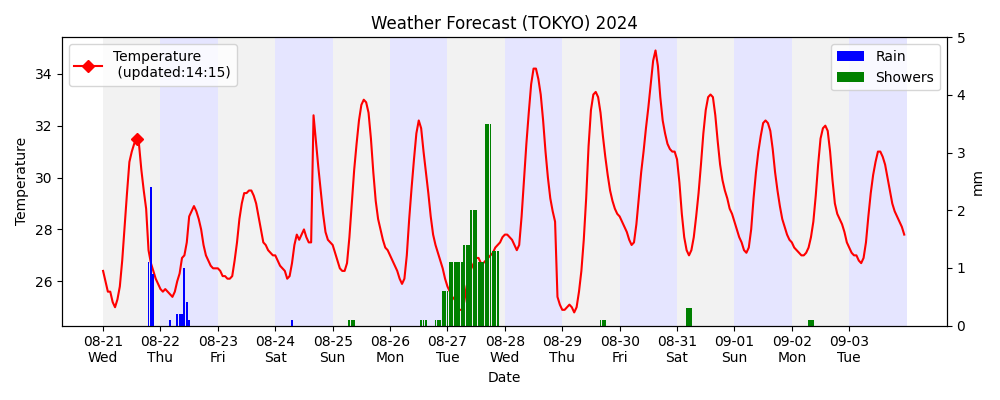 Weather Forecast (TOKYO) 2024
Temperature
(updated:14:15)
Rain
Showers
Temperature
34
32
30
28
26
5
4
3
2
1
0
mm
08-21 08-22 08-23 08-24 08-25 08-26 08-27 08-28 08-29 08-30 08-31 09-01 09-02 09-03
Wed Thu Fri Sat Sun Mon Tue Wed Thu Fri Sat Sun Mon Tue
Date